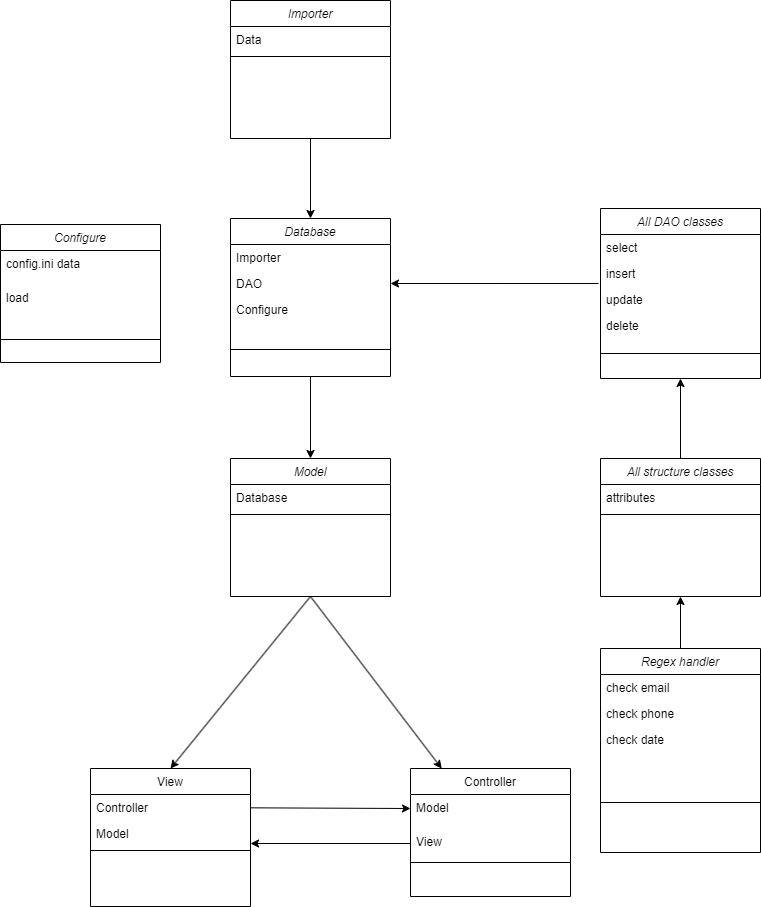 Importer
Data
Configure
config.ini data
load
Database
Importer
DAO
Configure
All DAO classes
select
insert
update
delete
Model
Database
All structure classes
attributes
Regex handler
check email
check phone
check date
View
Controller
Model
Controller
Model
View